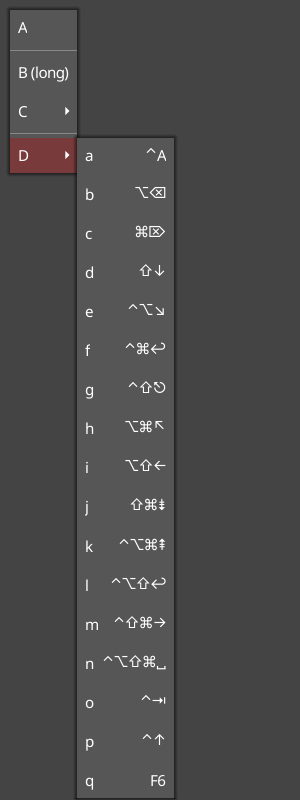 A
B (long)
C
D
a ^A
b ⌥⌫
c ⌘⌦
d ⇧↓
e ^⌥↘
f ^⌘↩
g ^⇧⎋
h ⌥⌘↖
i ⌥⇧←
j ⇧⌘⇟
k ^⌥⌘⇞
l ^⌥⇧↩
m ^⇧⌘→
n ^⌥⇧⌘␣
o ^⇥
p ^↑
q F6